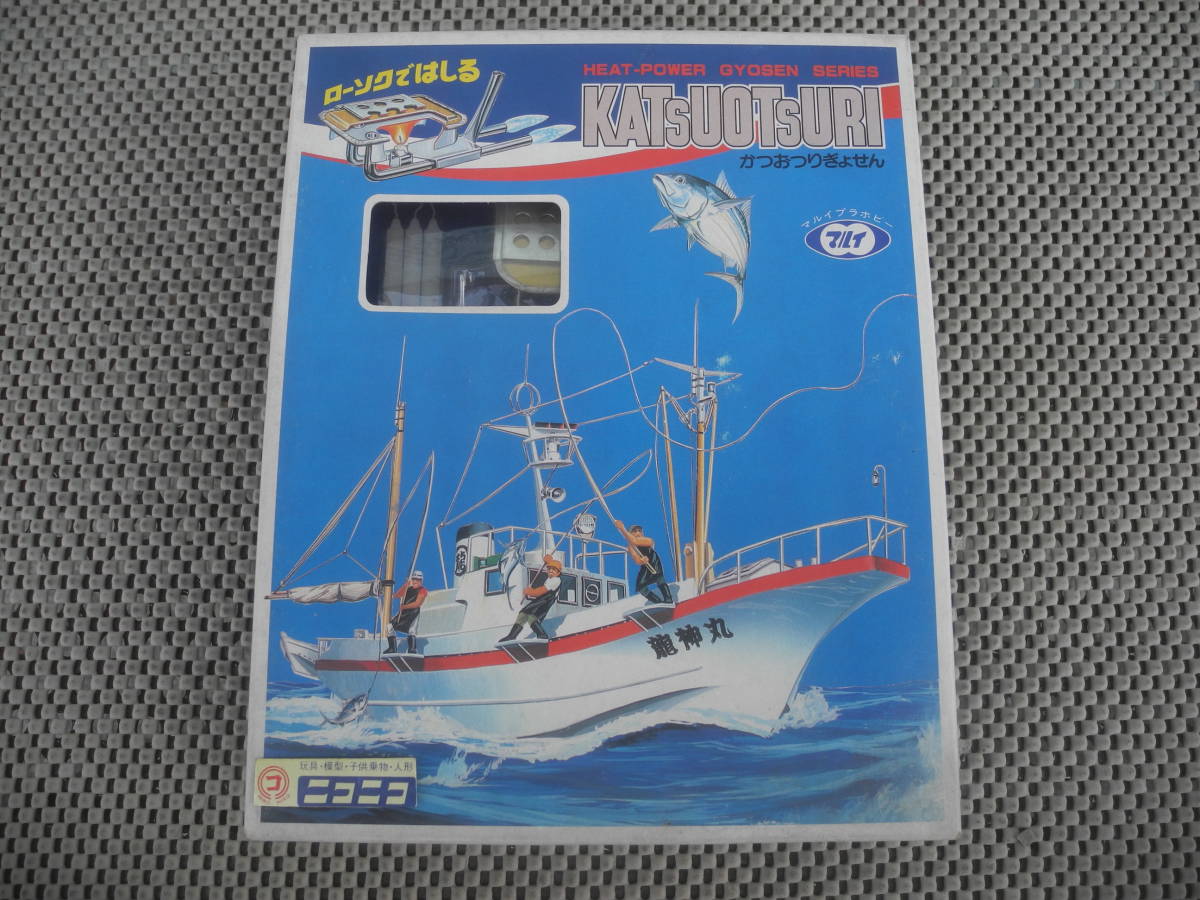 ローソクではしる
HEAT-POWER GYOSEN SERIES
KATSUOTSURI
かつおつりぎょせん
マルイプラホビー
マルイ
龍神丸
玩具・模型・子供乗物・人形
コ
ニコニコ